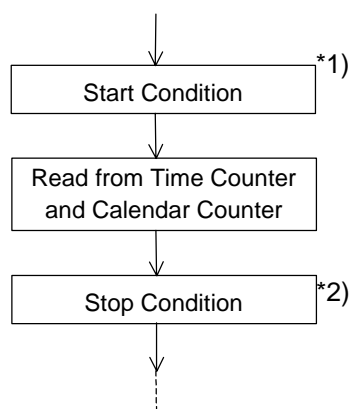 *1)
Start Condition
Read from Time Counter
and Calendar Counter
*2)
Stop Condition